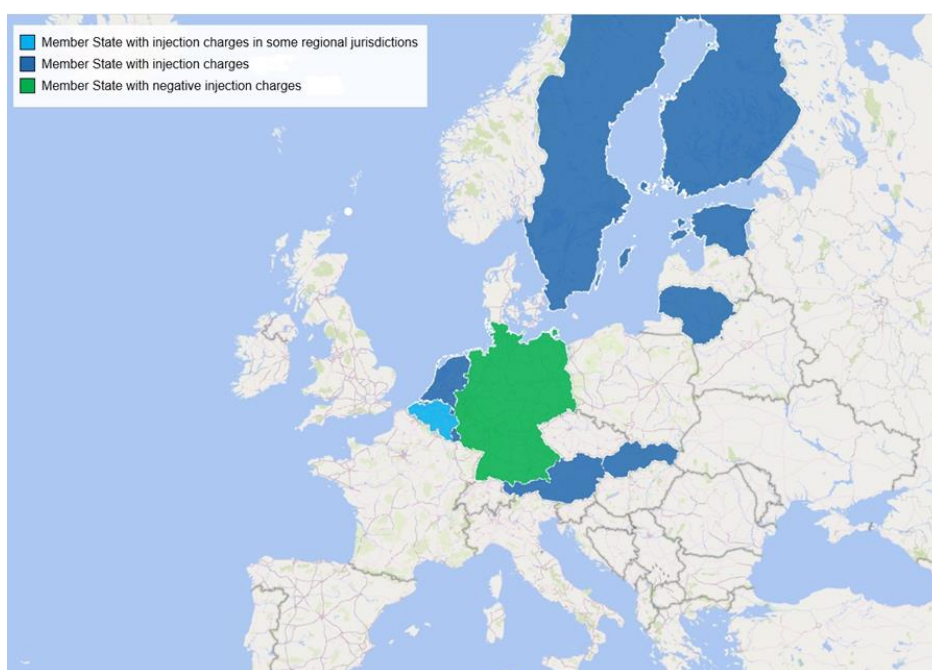 Member State with injection charges in some regional jurisdictions
Member State with injection charges
Member State with negative injection charges